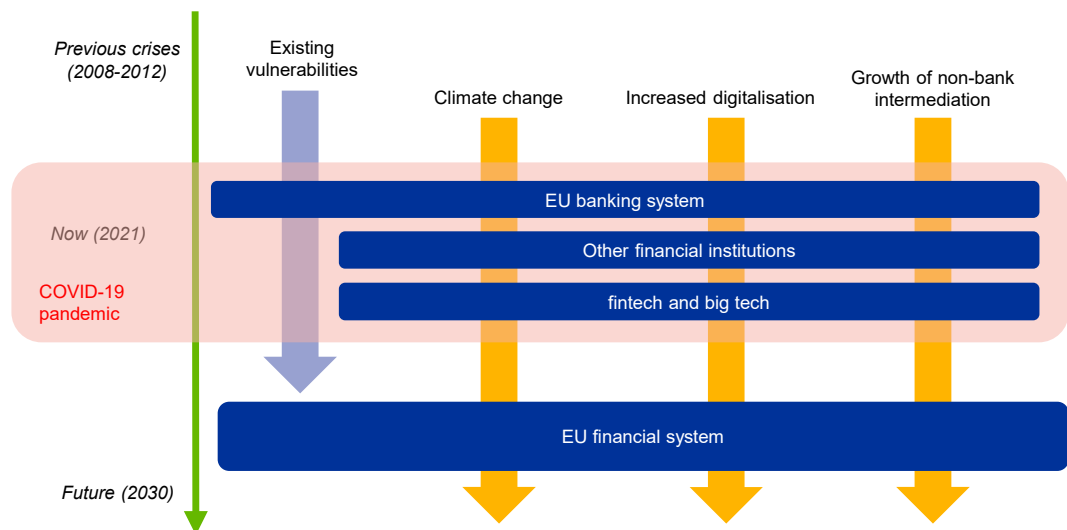 Previous crises
(2008-2012)
Existing
vulnerabilities
Climate change
Increased digitalisation
Growth of non-bank
intermediation
EU banking system
Now (2021)
Other financial institutions
COVID-19
pandemic
fintech and big tech
EU financial system
Future (2030)